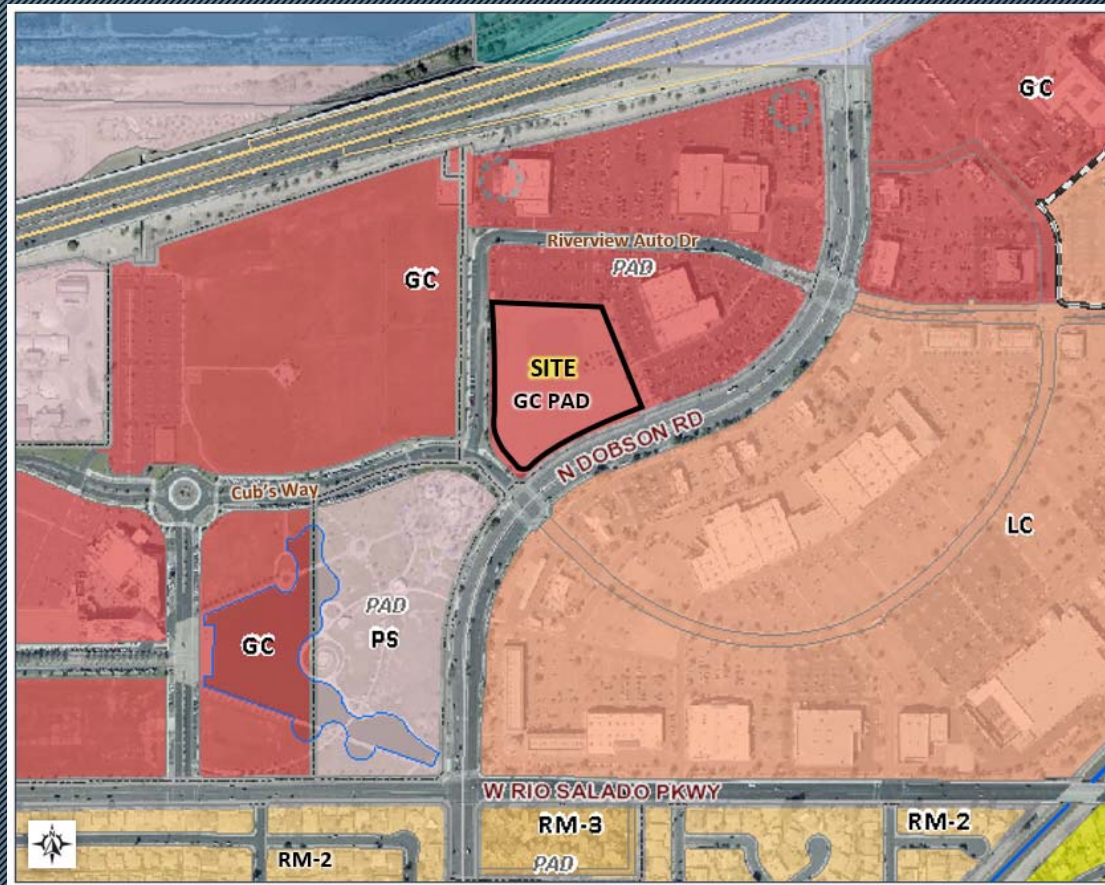 GC
Riverview Auto Dr
PAD
GC
SITE
GC PAD
N DOBSON RD
Cub's Way
LC
PAD
PS
GC
W RIO SALADO PKWY
RM-3
RM-2
RM-2
PAD
N